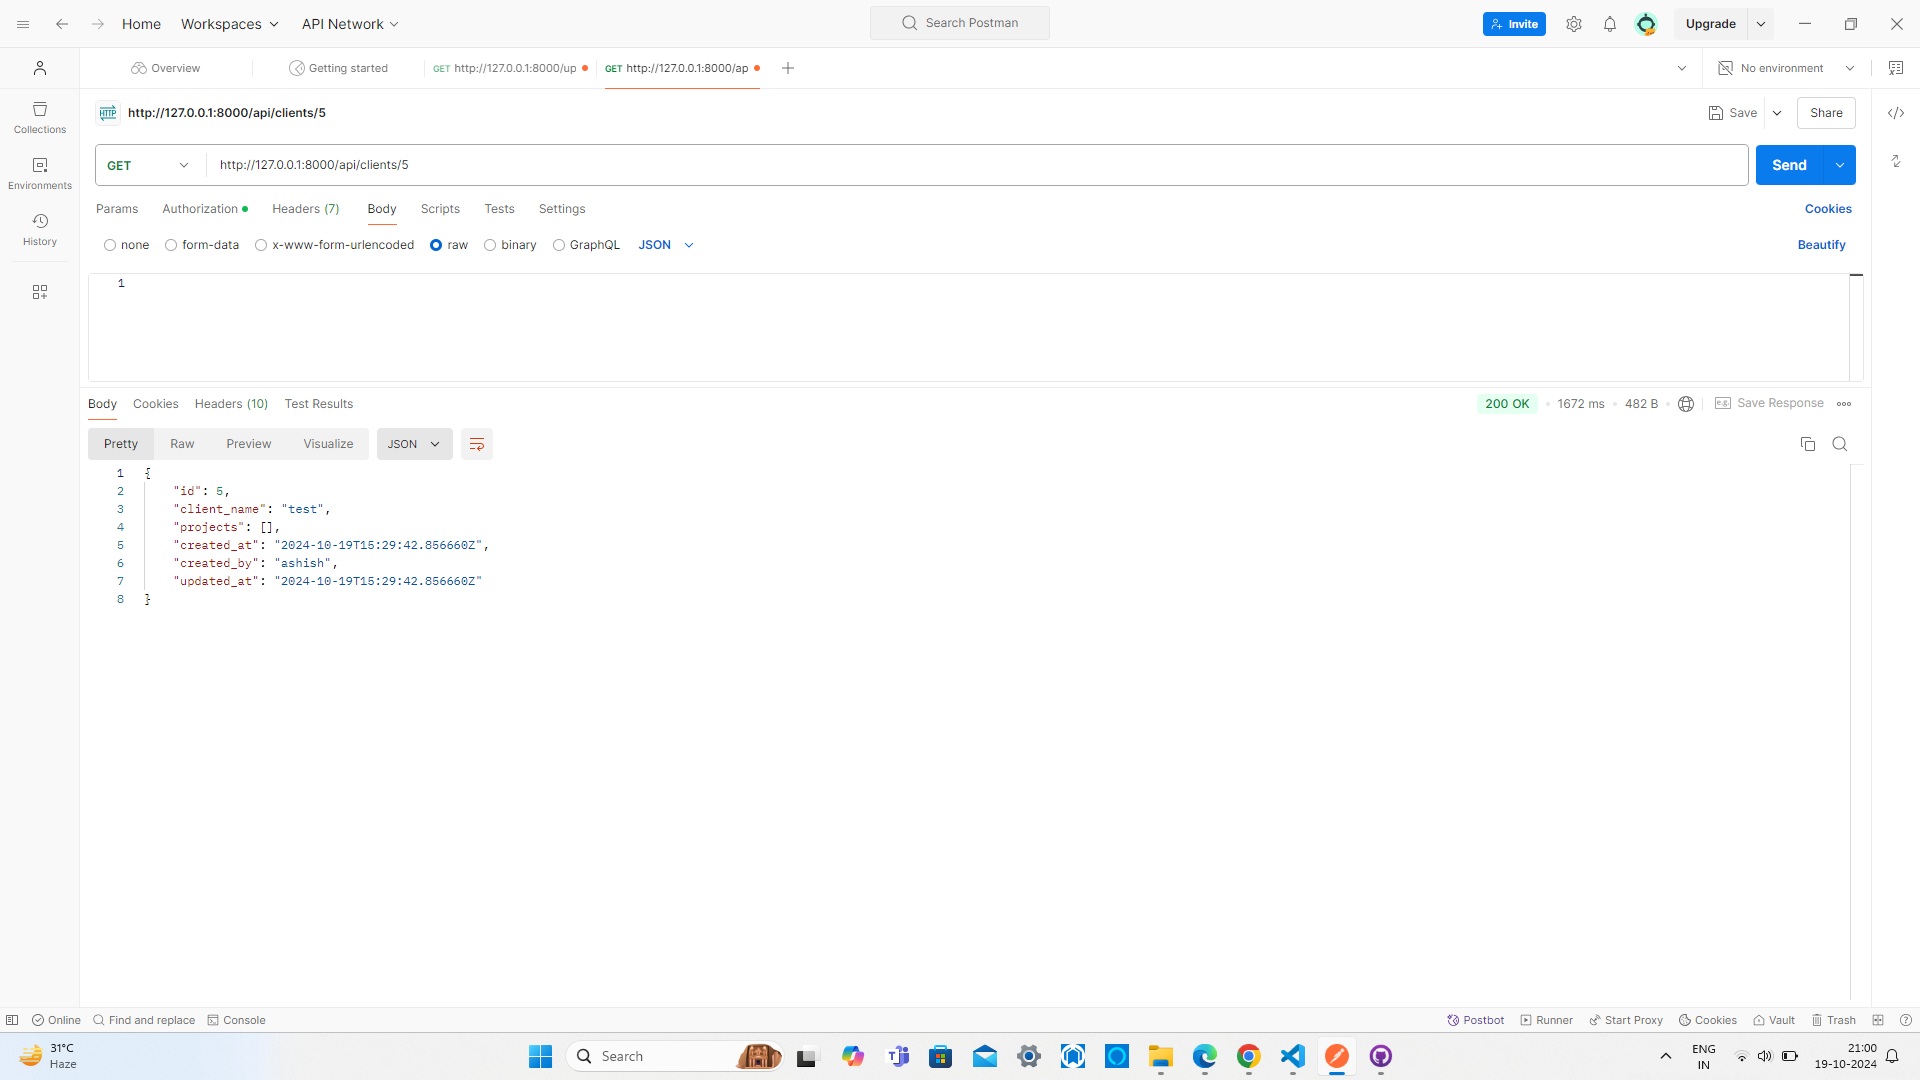 Home Workspaces API Network Search Postman Invite Upgrade
Overview Getting started GET http://127.0.0.1:8000/up GET http://127.0.0.1:8000/ap No environment
HTTP http://127.0.0.1:8000/api/clients/5 Save Share
Collections
Environments
History
GET http://127.0.0.1:8000/api/clients/5 Send
Params Authorization Headers (7) Body Scripts Tests Settings Cookies
none form-data x-www-form-urlencoded raw binary GraphQL JSON Beautify
1
Body Cookies Headers (10) Test Results 200 OK 1672 ms 482 B e.g. Save Response
Pretty Raw Preview Visualize JSON
1 {
2 "id": 5,
3 "client_name": "test",
4 "projects": [],
5 "created_at": "2024-10-19T15:29:42.856660Z",
6 "created_by": "ashish",
7 "updated_at": "2024-10-19T15:29:42.856660Z"
8 }
Online Find and replace Console Postbot Runner Start Proxy Cookies Vault Trash
31°C
Haze
Search
ENG
IN
21:00
19-10-2024